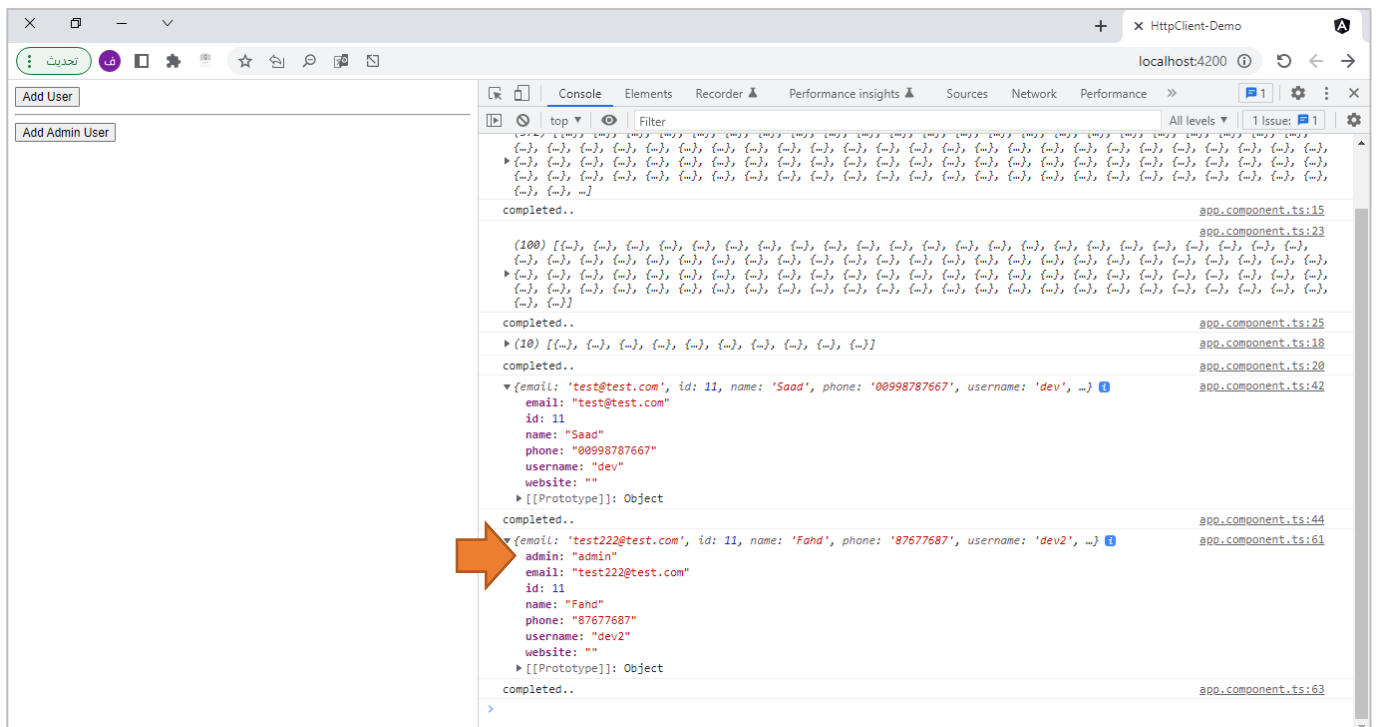 HttpClient-Demo
تحديث
ف
localhost:4200
Add User
Add Admin User
Console Elements Recorder Performance insights Sources Network Performance » 1
top ▼ Filter All levels ▼ 1 Issue: 1
{…}, {…}, {…}, {…}, {…}, {…}, {…}, {…}, {…}, {…}, {…}, {…}, {…}, {…}, {…}, {…}, {…}, {…}, {…}, {…}, {…}, {…}, {…}, {…}, {…},
▶{…}, {…}, {…}, {…}, {…}, {…}, {…}, {…}, {…}, {…}, {…}, {…}, {…}, {…}, {…}, {…}, {…}, {…}, {…}, {…}, {…}, {…}, {…}, {…}, {…},
{…}, {…}, {…}, {…}, {…}, {…}, {…}, {…}, {…}, {…}, {…}, {…}, {…}, {…}, {…}, {…}, {…}, {…}, {…}, {…}, {…}, {…}, {…}, {…}, {…},
{…}, {…}, …]
completed.. app.component.ts:15
app.component.ts:23
(100) [{…}, {…}, {…}, {…}, {…}, {…}, {…}, {…}, {…}, {…}, {…}, {…}, {…}, {…}, {…}, {…}, {…}, {…}, {…}, {…}, {…}, {…}, {…},
{…}, {…}, {…}, {…}, {…}, {…}, {…}, {…}, {…}, {…}, {…}, {…}, {…}, {…}, {…}, {…}, {…}, {…}, {…}, {…}, {…}, {…}, {…}, {…}, {…},
▶{…}, {…}, {…}, {…}, {…}, {…}, {…}, {…}, {…}, {…}, {…}, {…}, {…}, {…}, {…}, {…}, {…}, {…}, {…}, {…}, {…}, {…}, {…}, {…}, {…},
{…}, {…}, {…}, {…}, {…}, {…}, {…}, {…}, {…}, {…}, {…}, {…}, {…}, {…}, {…}, {…}, {…}, {…}, {…}, {…}, {…}, {…}, {…}, {…}, {…},
{…}, {…}]
completed.. app.component.ts:25
▶(10) [{…}, {…}, {…}, {…}, {…}, {…}, {…}, {…}, {…}, {…}] app.component.ts:18
completed.. app.component.ts:20
▼{email: 'test@test.com', id: 11, name: 'Saad', phone: '00998787667', username: 'dev', …} i app.component.ts:42
email: "test@test.com"
id: 11
name: "Saad"
phone: "00998787667"
username: "dev"
website: ""
▶[[Prototype]]: Object
completed.. app.component.ts:44
▼{email: 'test222@test.com', id: 11, name: 'Fahd', phone: '87677687', username: 'dev2', …} i app.component.ts:61
admin: "admin"
email: "test222@test.com"
id: 11
name: "Fahd"
phone: "87677687"
username: "dev2"
website: ""
▶[[Prototype]]: Object
completed.. app.component.ts:63
>